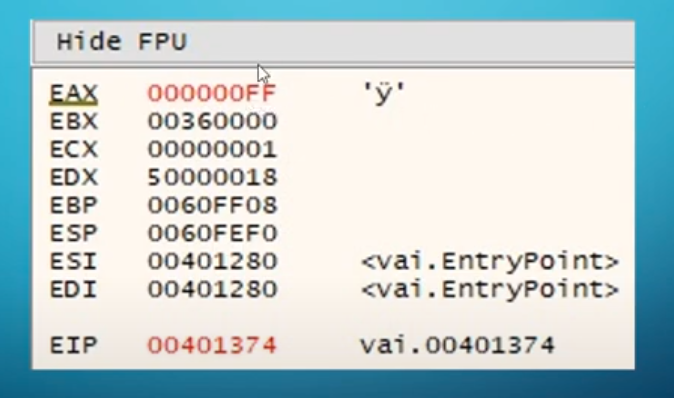 Hide FPU
EAX 000000FF 'ÿ'
EBX 00360000
ECX 00000001
EDX 50000018
EBP 0060FF08
ESP 0060FEF0
ESI 00401280 <vai.EntryPoint>
EDI 00401280 <vai.EntryPoint>
EIP 00401374 vai.00401374